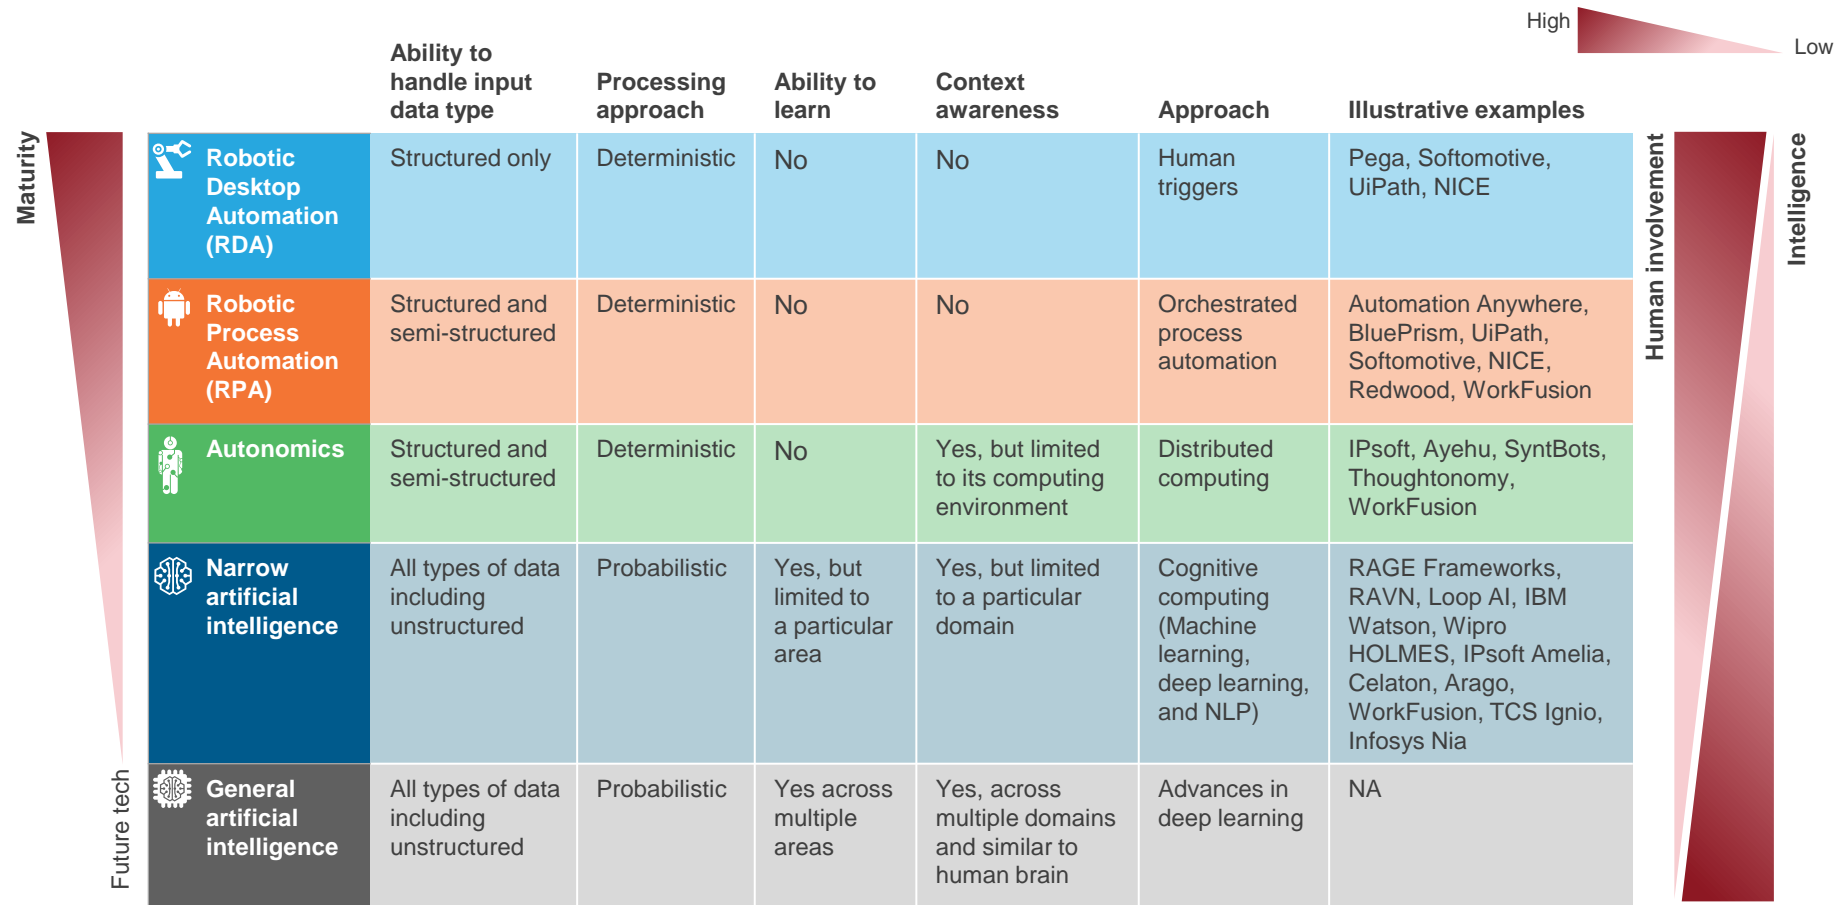 High
Low
Ability to
handle input
data type
Processing
approach
Ability to
learn
Context
awareness
Approach
Illustrative examples
Maturity
Future tech
Robotic
Desktop
Automation
(RDA)
Structured only
Deterministic
No
No
Human
triggers
Pega, Softomotive,
UiPath, NICE
Robotic
Process
Automation
(RPA)
Structured and
semi-structured
Deterministic
No
No
Orchestrated
process
automation
Automation Anywhere,
BluePrism, UiPath,
Softomotive, NICE,
Redwood, WorkFusion
Autonomics
Structured and
semi-structured
Deterministic
No
Yes, but limited
to its computing
environment
Distributed
computing
IPsoft, Ayehu, SyntBots,
Thoughtonomy,
WorkFusion
Narrow
artificial
intelligence
All types of data
including
unstructured
Probabilistic
Yes, but
limited to
a particular
area
Yes, but limited
to a particular
domain
Cognitive
computing
(Machine
learning,
deep learning,
and NLP)
RAGE Frameworks,
RAVN, Loop AI, IBM
Watson, Wipro
HOLMES, IPsoft Amelia,
Celaton, Arago,
WorkFusion, TCS Ignio,
Infosys Nia
General
artificial
intelligence
All types of data
including
unstructured
Probabilistic
Yes across
multiple
areas
Yes, across
multiple domains
and similar to
human brain
Advances in
deep learning
NA
Human involvement
Intelligence